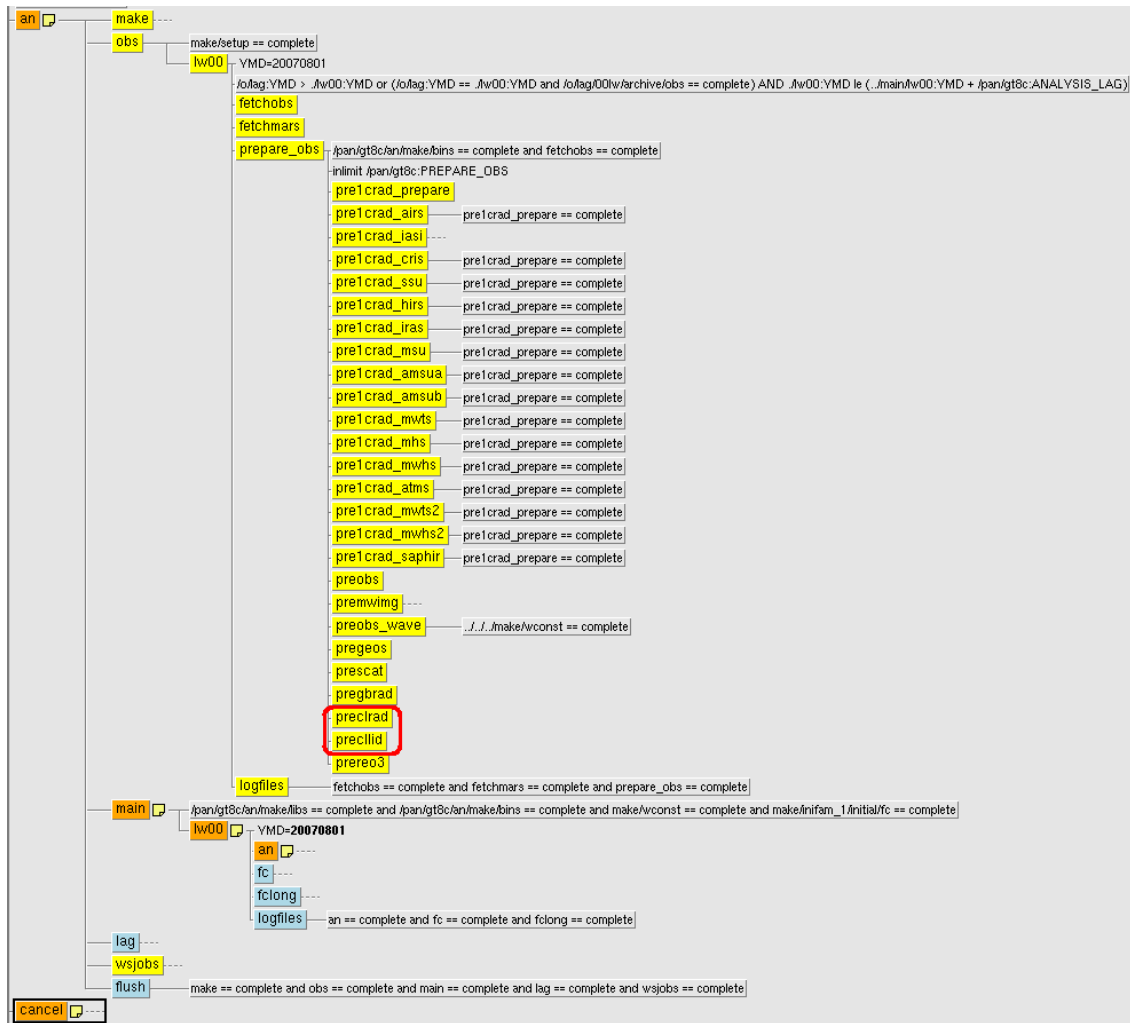 an make
obs make/setup == complete
lw00 YMD=20070801
/o/lag:YMD > ./lw00:YMD or (/o/lag:YMD == ./lw00:YMD and /o/lag/00lw/archive/obs == complete) AND ./lw00:YMD le (../main/lw00:YMD + /pan/gt8c:ANALYSIS_LAG)
fetchobs
fetchmars
prepare_obs /pan/gt8c/an/make/bins == complete and fetchobs == complete
inlimit /pan/gt8c:PREPARE_OBS
pre1crad_prepare
pre1crad_airs pre1crad_prepare == complete
pre1crad_iasi
pre1crad_cris pre1crad_prepare == complete
pre1crad_ssu pre1crad_prepare == complete
pre1crad_hirs pre1crad_prepare == complete
pre1crad_iras pre1crad_prepare == complete
pre1crad_msu pre1crad_prepare == complete
pre1crad_amsua pre1crad_prepare == complete
pre1crad_amsub pre1crad_prepare == complete
pre1crad_mwts pre1crad_prepare == complete
pre1crad_mhs pre1crad_prepare == complete
pre1crad_mwhs pre1crad_prepare == complete
pre1crad_atms pre1crad_prepare == complete
pre1crad_mwts2 pre1crad_prepare == complete
pre1crad_mwhs2 pre1crad_prepare == complete
pre1crad_saphir pre1crad_prepare == complete
preobs
premwimg
preobs_wave ../../../make/wconst == complete
pregeos
prescat
pregbrad
preclrad
precllid
prereo3
logfiles fetchobs == complete and fetchmars == complete and prepare_obs == complete
main /pan/gt8c/an/make/libs == complete and /pan/gt8c/an/make/bins == complete and make/wconst == complete and make/inifam_1/initial/fc == complete
lw00 YMD=20070801
an
fc
fclong
logfiles an == complete and fc == complete and fclong == complete
lag
wsjobs
flush make == complete and obs == complete and main == complete and lag == complete and wsjobs == complete
cancel